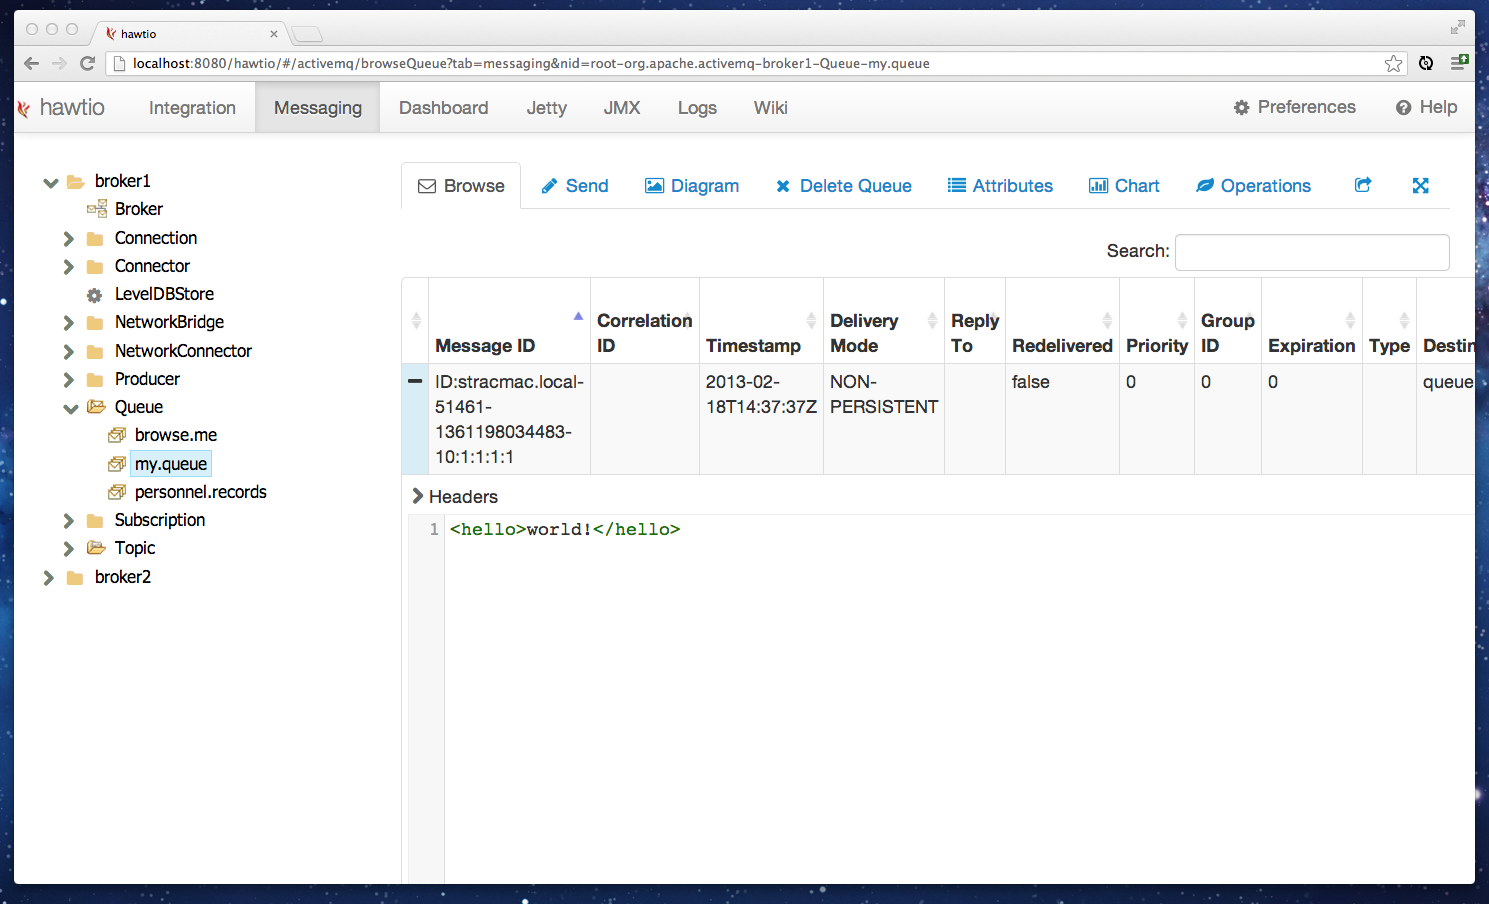 hawtio
localhost:8080/hawtio/#/activemq/browseQueue?tab=messaging&nid=root-org.apache.activemq-broker1-Queue-my.queue
hawtio Integration Messaging Dashboard Jetty JMX Logs Wiki Preferences Help
broker1
Broker
Connection
Connector
LevelDBStore
NetworkBridge
NetworkConnector
Producer
Queue
browse.me
my.queue
personnel.records
Subscription
Topic
broker2
Browse Send Diagram Delete Queue Attributes Chart Operations
Search:
Correlation Delivery Reply Group
Message ID ID Timestamp Mode To Redelivered Priority ID Expiration Type Destin
ID:stracmac.local- 2013-02- NON- false 0 0 0 queue
51461- 18T14:37:37Z PERSISTENT
1361198034483-
10:1:1:1:1
Headers
1 <hello>world!</hello>